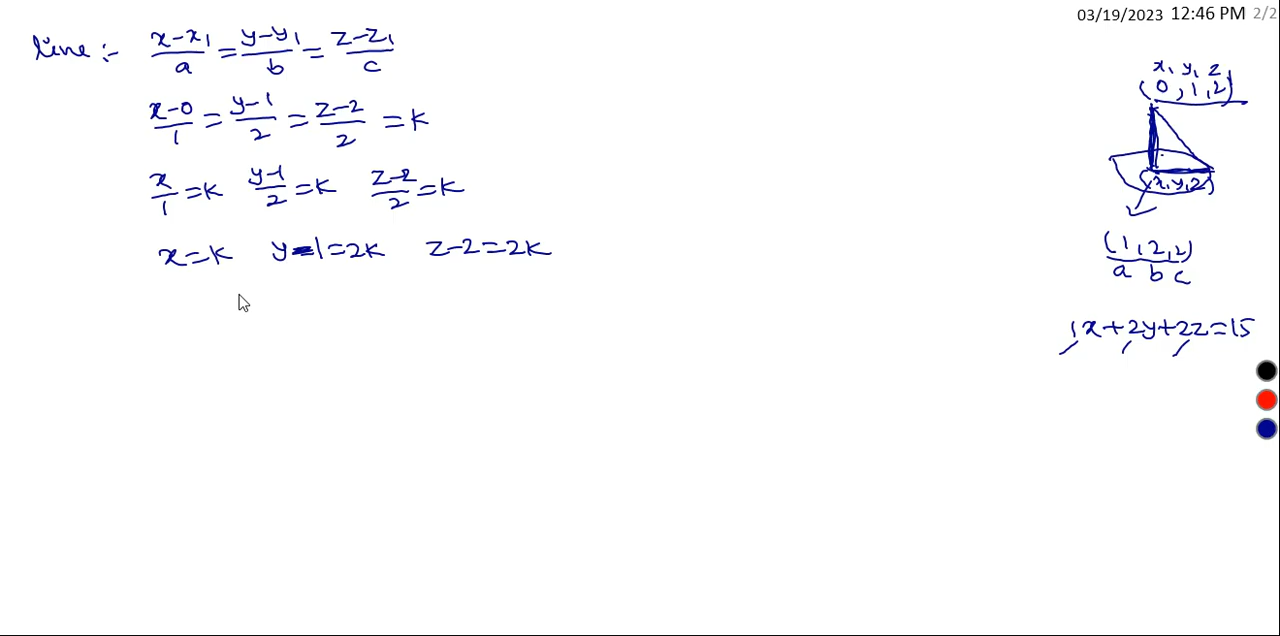 03/19/2023 12:46 PM 2/2
line :- x-x₁/a = y-y₁/b = z-z₁/c
x-0/1 = y-1/2 = z-2/2 = k
x/1 = k y-1/2 = k z-2/2 = k
x = k y-1 = 2k z-2 = 2k
x, y, z
(0, 1, 2)
(x, y, z)
(1, 2, 2)
a b c
1x+2y+2z=15